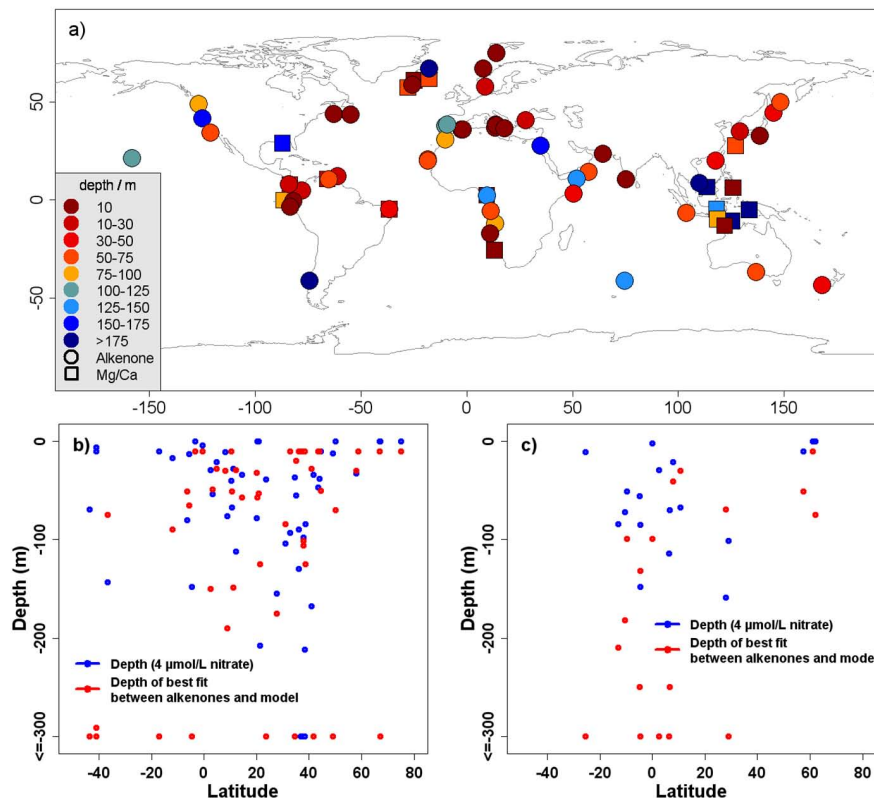 a)
50
0
-50
depth / m
10
10-30
30-50
50-75
75-100
100-125
125-150
150-175
>175
Alkenone
Mg/Ca
-150 -100 -50 0 50 100 150
b)
Depth (m)
0
-100
-200
<=-300
Depth (4 µmol/L nitrate)
Depth of best fit
between alkenones and model
-40 -20 0 20 40 60 80
Latitude
c)
Depth (m)
0
-100
-200
<=-300
Depth (4 µmol/L nitrate)
Depth of best fit
between alkenones and model
-40 -20 0 20 40 60 80
Latitude